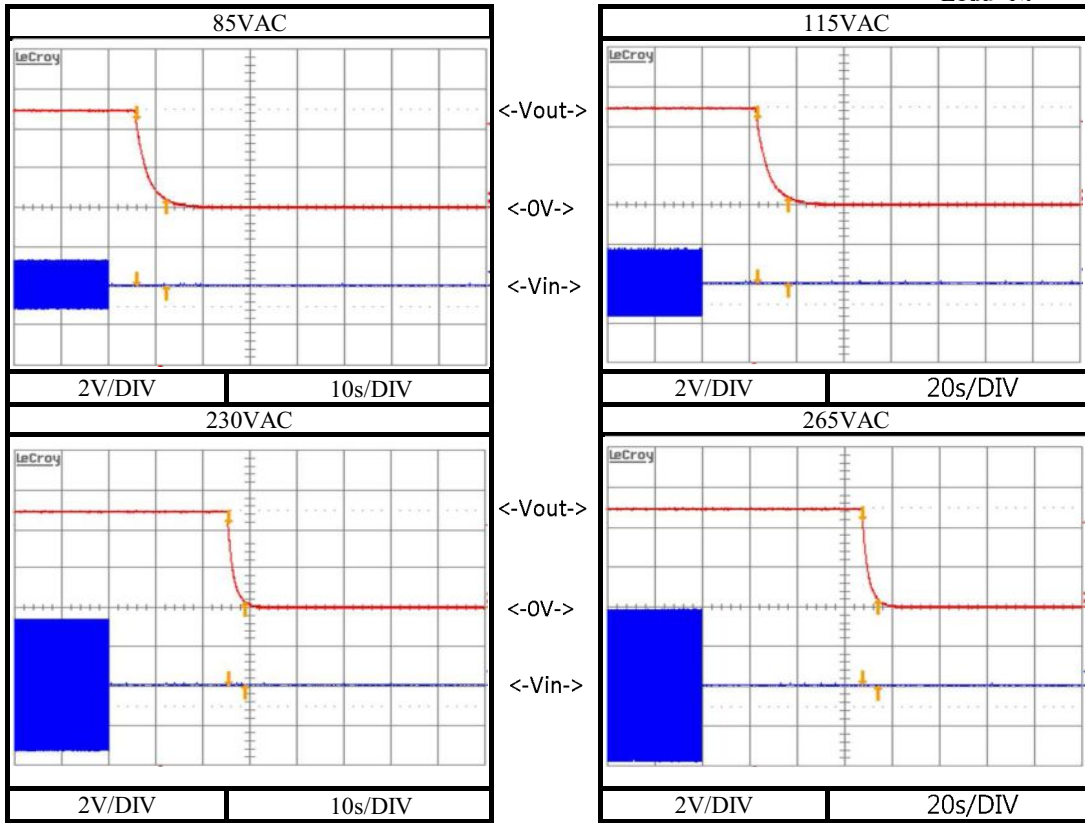 85VAC
115VAC
LeCroy
LeCroy
<-Vout->
<-0V->
<-Vin->
2V/DIV
10s/DIV
2V/DIV
20s/DIV
230VAC
265VAC
LeCroy
LeCroy
<-Vout->
<-0V->
<-Vin->
2V/DIV
10s/DIV
2V/DIV
20s/DIV